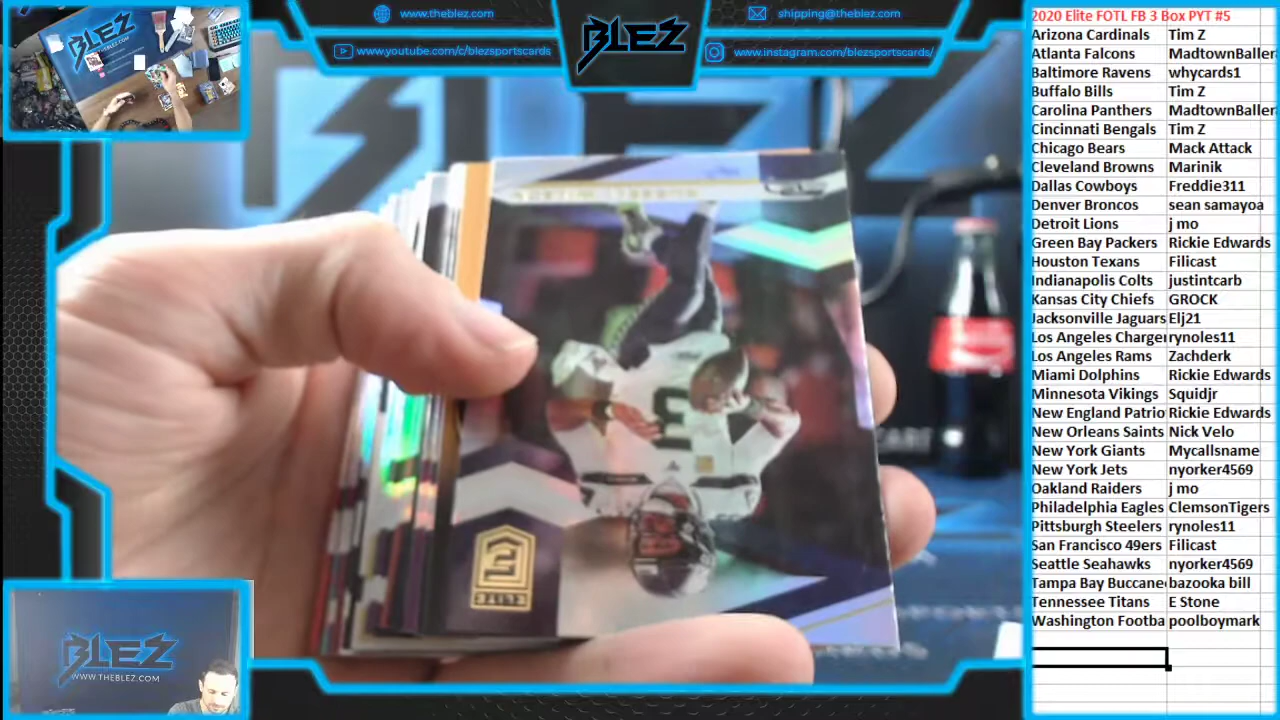 www.theblez.com
www.youtube.com/c/blezsportscards
BLEZ
shipping@theblez.com
www.instagram.com/blezsportscards/
BLEZ
BLEZ
WWW.THEBLEZ.COM
ELITE
3
2020 Elite FOTL FB 3 Box PYT #5
Arizona Cardinals Tim Z
Atlanta Falcons MadtownBaller
Baltimore Ravens whycards1
Buffalo Bills Tim Z
Carolina Panthers MadtownBaller
Cincinnati Bengals Tim Z
Chicago Bears Mack Attack
Cleveland Browns Marinik
Dallas Cowboys Freddie311
Denver Broncos sean samayoa
Detroit Lions j mo
Green Bay Packers Rickie Edwards
Houston Texans Filicast
Indianapolis Colts justintcarb
Kansas City Chiefs GROCK
Jacksonville Jaguars Elj21
Los Angeles Charger rynoles11
Los Angeles Rams Zachderk
Miami Dolphins Rickie Edwards
Minnesota Vikings Squidjr
New England Patrio Rickie Edwards
New Orleans Saints Nick Velo
New York Giants Mycallsname
New York Jets nyorker4569
Oakland Raiders j mo
Philadelphia Eagles ClemsonTigers
Pittsburgh Steelers rynoles11
San Francisco 49ers Filicast
Seattle Seahawks nyorker4569
Tampa Bay Buccane bazooka bill
Tennessee Titans E Stone
Washington Footba poolboymark